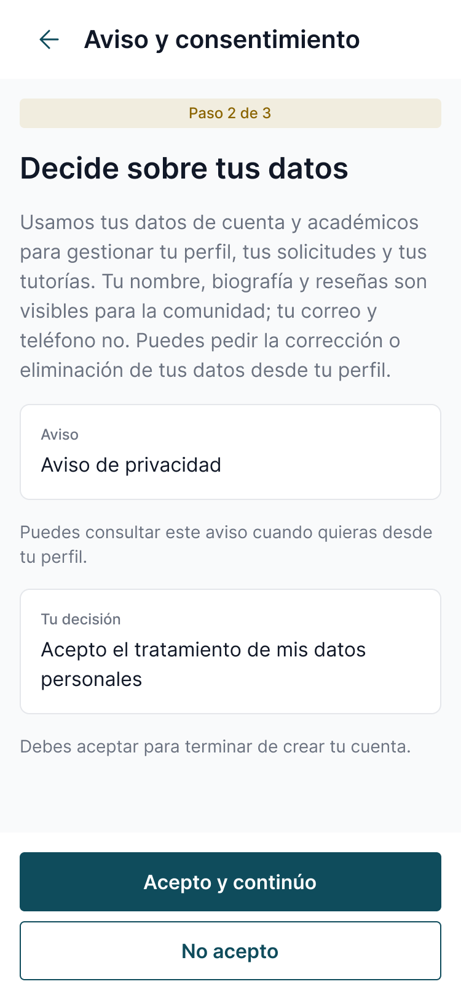 Aviso y consentimiento
Paso 2 de 3
Decide sobre tus datos
Usamos tus datos de cuenta y académicos
para gestionar tu perfil, tus solicitudes y tus
tutorías. Tu nombre, biografía y reseñas son
visibles para la comunidad; tu correo y
teléfono no. Puedes pedir la corrección o
eliminación de tus datos desde tu perfil.
Aviso
Aviso de privacidad
Puedes consultar este aviso cuando quieras desde
tu perfil.
Tu decisión
Acepto el tratamiento de mis datos
personales
Debes aceptar para terminar de crear tu cuenta.
Acepto y continúo
No acepto